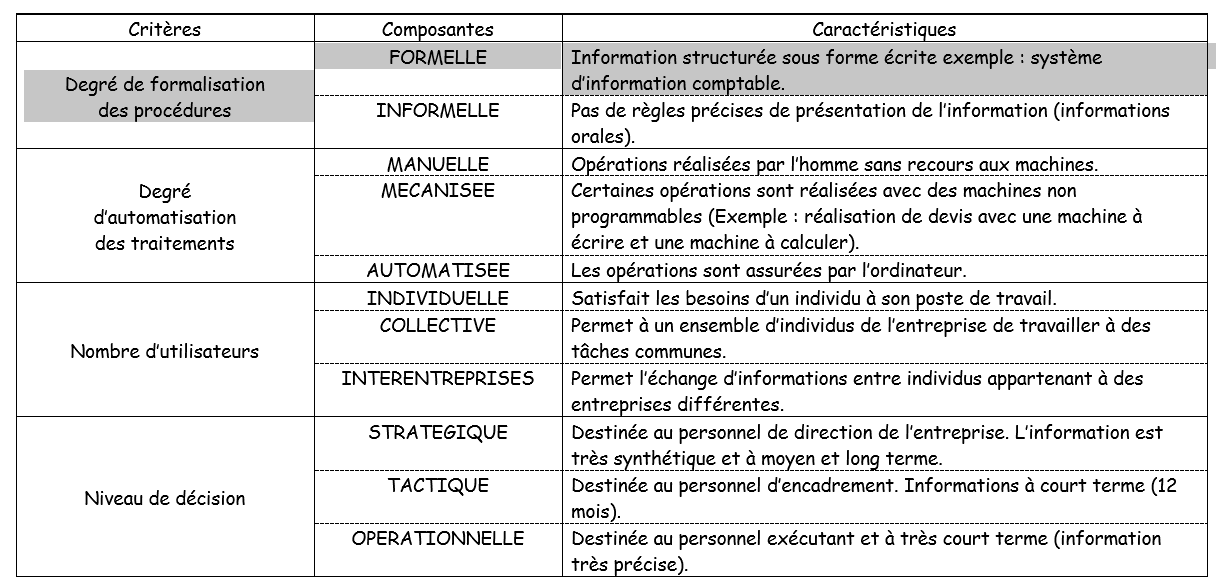 Critères Composantes Caractéristiques
Degré de formalisation
des procédures
FORMELLE
Information structurée sous forme écrite exemple : système
d'information comptable.
INFORMELLE
Pas de règles précises de présentation de l'information (informations
orales).
Degré
d'automatisation
des traitements
MANUELLE
Opérations réalisées par l'homme sans recours aux machines.
MECANISEE
Certaines opérations sont réalisées avec des machines non
programmables (Exemple : réalisation de devis avec une machine à
écrire et une machine à calculer).
AUTOMATISEE
Les opérations sont assurées par l'ordinateur.
Nombre d'utilisateurs
INDIVIDUELLE
Satisfait les besoins d'un individu à son poste de travail.
COLLECTIVE
Permet à un ensemble d'individus de l'entreprise de travailler à des
tâches communes.
INTERENTREPRISES
Permet l'échange d'informations entre individus appartenant à des
entreprises différentes.
Niveau de décision
STRATEGIQUE
Destinée au personnel de direction de l'entreprise. L'information est
très synthétique et à moyen et long terme.
TACTIQUE
Destinée au personnel d'encadrement. Informations à court terme (12
mois).
OPERATIONNELLE
Destinée au personnel exécutant et à très court terme (information
très précise).